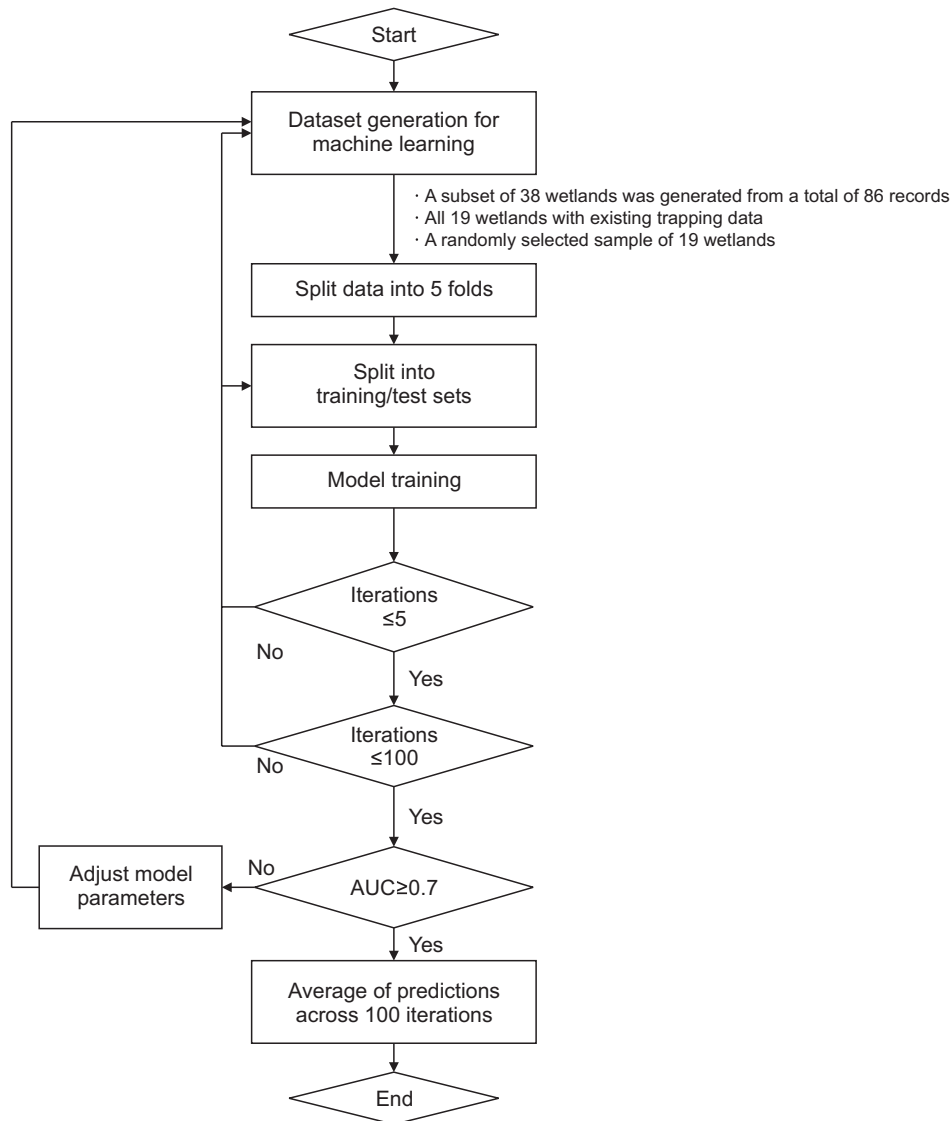 Start
Dataset generation for
machine learning
· A subset of 38 wetlands was generated from a total of 86 records
· All 19 wetlands with existing trapping data
· A randomly selected sample of 19 wetlands
Split data into 5 folds
Split into
training/test sets
Model training
Iterations
≤5
No
Yes
Iterations
≤100
No
Yes
Adjust model
parameters
No
AUC≥0.7
Yes
Average of predictions
across 100 iterations
End